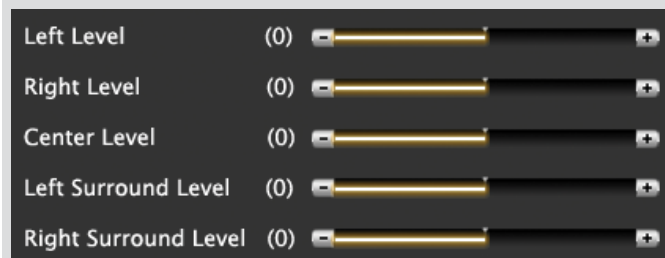 Left Level (0) - +
Right Level (0) - +
Center Level (0) - +
Left Surround Level (0) - +
Right Surround Level (0) - +